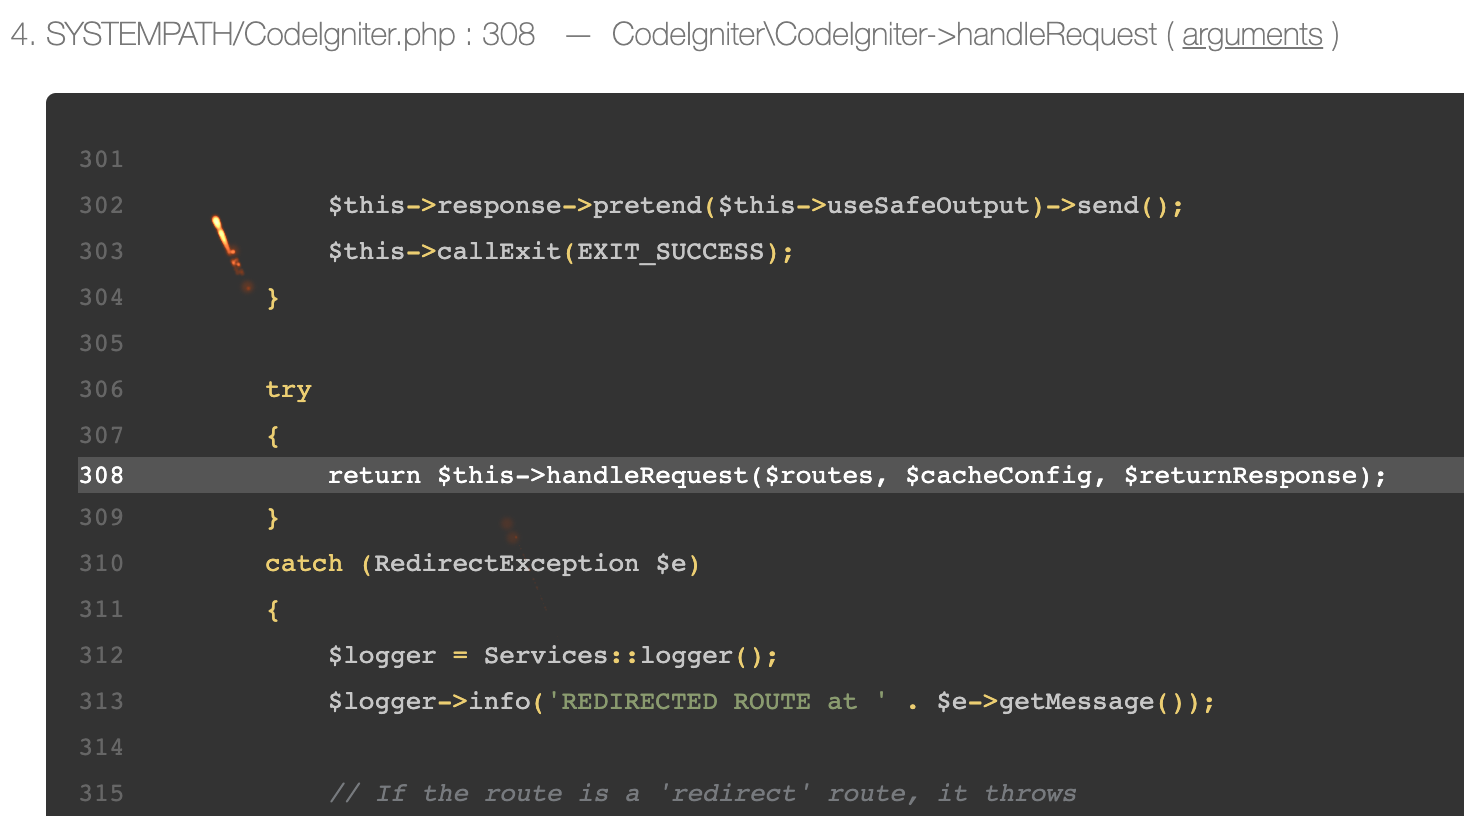 4. SYSTEMPATH/CodeIgniter.php : 308 — CodeIgniter\CodeIgniter->handleRequest ( arguments )
301
302 $this->response->pretend($this->useSafeOutput)->send();
303 $this->callExit(EXIT_SUCCESS);
304 }
305
306 try
307 {
308 return $this->handleRequest($routes, $cacheConfig, $returnResponse);
309 }
310 catch (RedirectException $e)
311 {
312 $logger = Services::logger();
313 $logger->info('REDIRECTED ROUTE at ' . $e->getMessage());
314
315 // If the route is a 'redirect' route, it throws